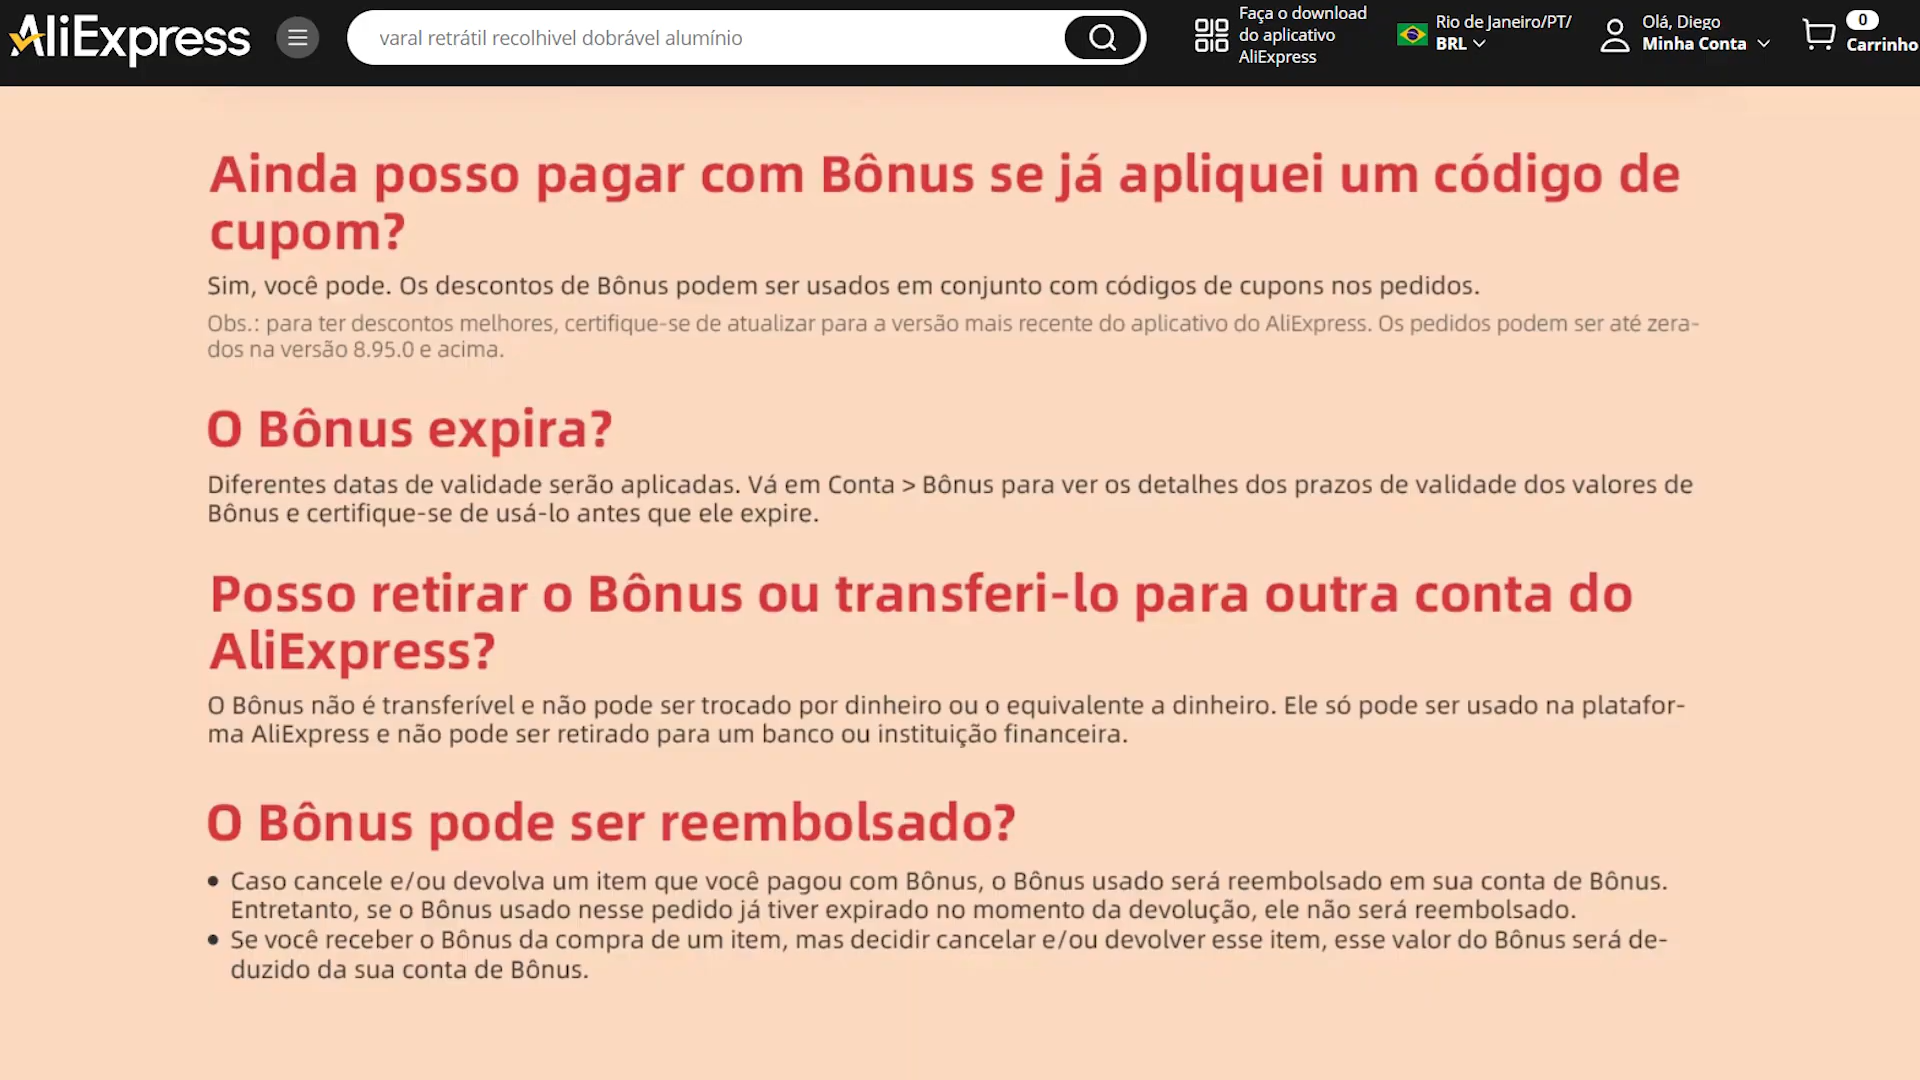 AliExpress
varal retrátil recolhivel dobrável alumínio
Faça o download
do aplicativo
AliExpress
Rio de Janeiro/PT/
BRL
Olá, Diego
Minha Conta
0
Carrinho
Ainda posso pagar com Bônus se já apliquei um código de
cupom?
Sim, você pode. Os descontos de Bônus podem ser usados em conjunto com códigos de cupons nos pedidos.
Obs.: para ter descontos melhores, certifique-se de atualizar para a versão mais recente do aplicativo do AliExpress. Os pedidos podem ser até zera-
dos na versão 8.95.0 e acima.
O Bônus expira?
Diferentes datas de validade serão aplicadas. Vá em Conta > Bônus para ver os detalhes dos prazos de validade dos valores de
Bônus e certifique-se de usá-lo antes que ele expire.
Posso retirar o Bônus ou transferi-lo para outra conta do
AliExpress?
O Bônus não é transferível e não pode ser trocado por dinheiro ou o equivalente a dinheiro. Ele só pode ser usado na platafor-
ma AliExpress e não pode ser retirado para um banco ou instituição financeira.
O Bônus pode ser reembolsado?
• Caso cancele e/ou devolva um item que você pagou com Bônus, o Bônus usado será reembolsado em sua conta de Bônus.
Entretanto, se o Bônus usado nesse pedido já tiver expirado no momento da devolução, ele não será reembolsado.
• Se você receber o Bônus da compra de um item, mas decidir cancelar e/ou devolver esse item, esse valor do Bônus será de-
duzido da sua conta de Bônus.